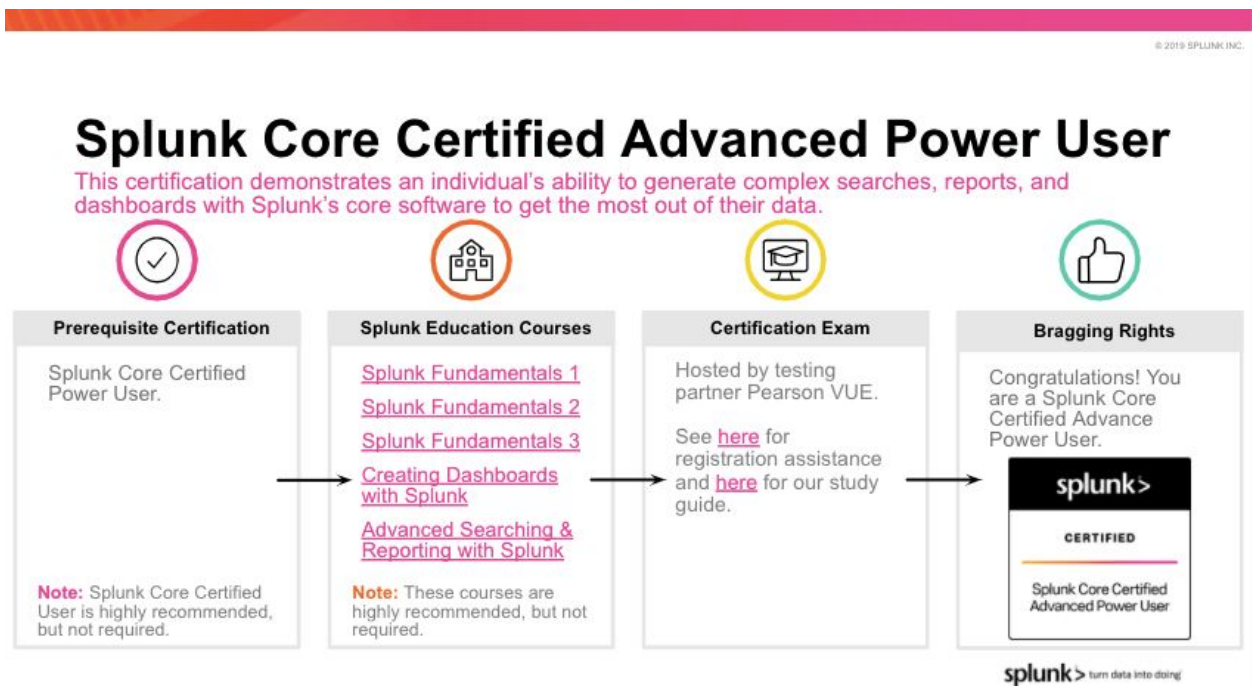 © 2019 SPLUNK INC.
Splunk Core Certified Advanced Power User
This certification demonstrates an individual's ability to generate complex searches, reports, and
dashboards with Splunk's core software to get the most out of their data.
Prerequisite Certification
Splunk Core Certified
Power User.
Note: Splunk Core Certified
User is highly recommended,
but not required.
Splunk Education Courses
Splunk Fundamentals 1
Splunk Fundamentals 2
Splunk Fundamentals 3
Creating Dashboards
with Splunk
Advanced Searching &
Reporting with Splunk
Note: These courses are
highly recommended, but not
required.
Certification Exam
Hosted by testing
partner Pearson VUE.
See here for
registration assistance
and here for our study
guide.
Bragging Rights
Congratulations! You
are a Splunk Core
Certified Advance
Power User.
splunk>
CERTIFIED
Splunk Core Certified
Advanced Power User
splunk> turn data into doing